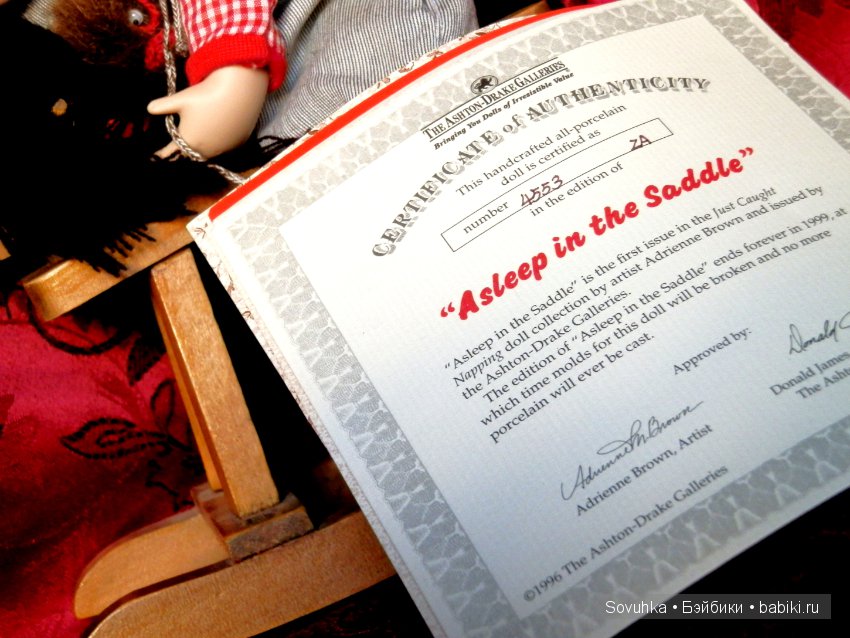 THE ASHTON-DRAKE GALLERIES
Bringing You Dolls of Irresistible Value
CERTIFICATE of AUTHENTICITY
This handcrafted all-porcelain
doll is certified as
number 4553
in the edition of ZA
"Asleep in the Saddle"
"Asleep in the Saddle" is the first issue in the Just Caught
Napping doll collection by artist Adrienne Brown and issued by
the Ashton-Drake Galleries.
The edition of "Asleep in the Saddle" ends forever in 1999, at
which time molds for this doll will be broken and no more
porcelain will ever be cast.
Approved by:
Adrienne M Brown
Adrienne Brown, Artist
Donald
Donald James,
The Ashto
©1996 The Ashton-Drake Galleries
Sovuhka • Бэйбики • babiki.ru